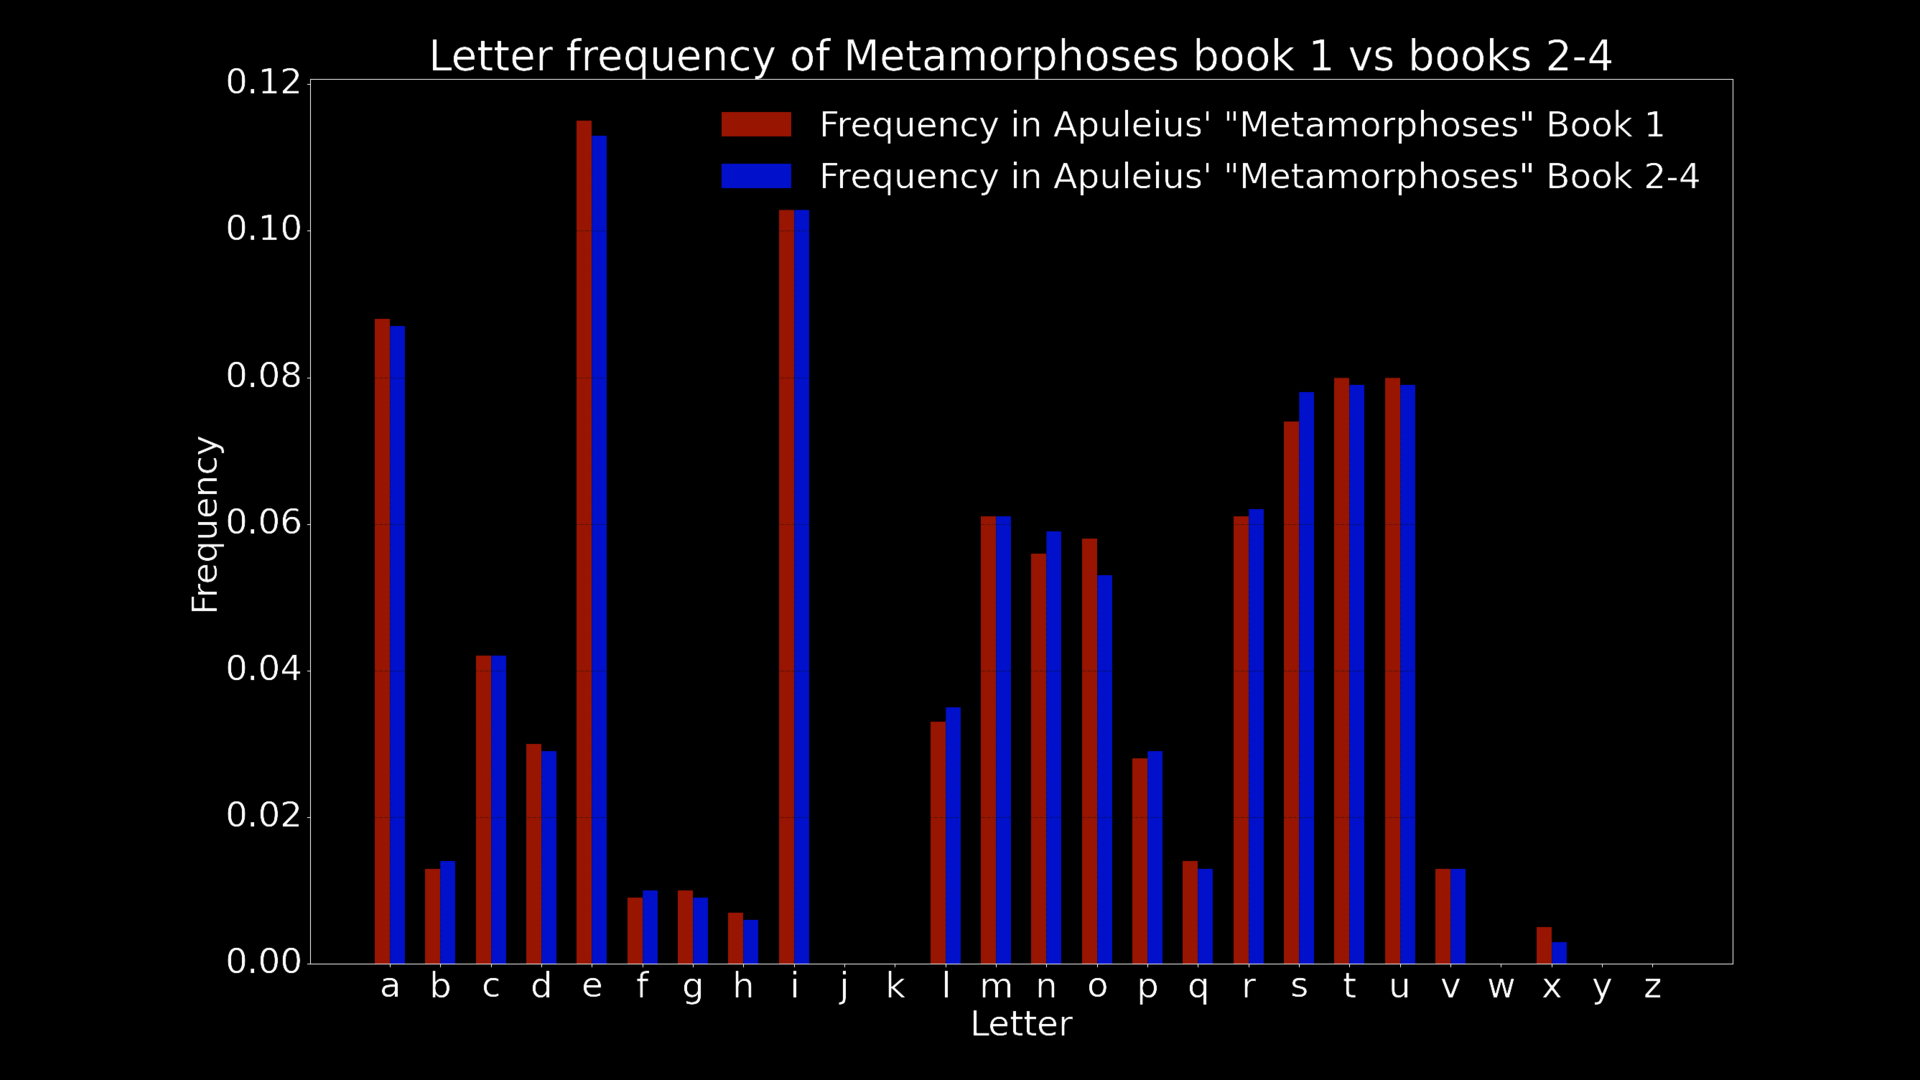 Letter frequency of Metamorphoses book 1 vs books 2-4
Frequency in Apuleius' "Metamorphoses" Book 1
Frequency in Apuleius' "Metamorphoses" Book 2-4
0.12
0.10
0.08
0.06
0.04
0.02
0.00
Frequency
a b c d e f g h i j k l m n o p q r s t u v w x y z
Letter